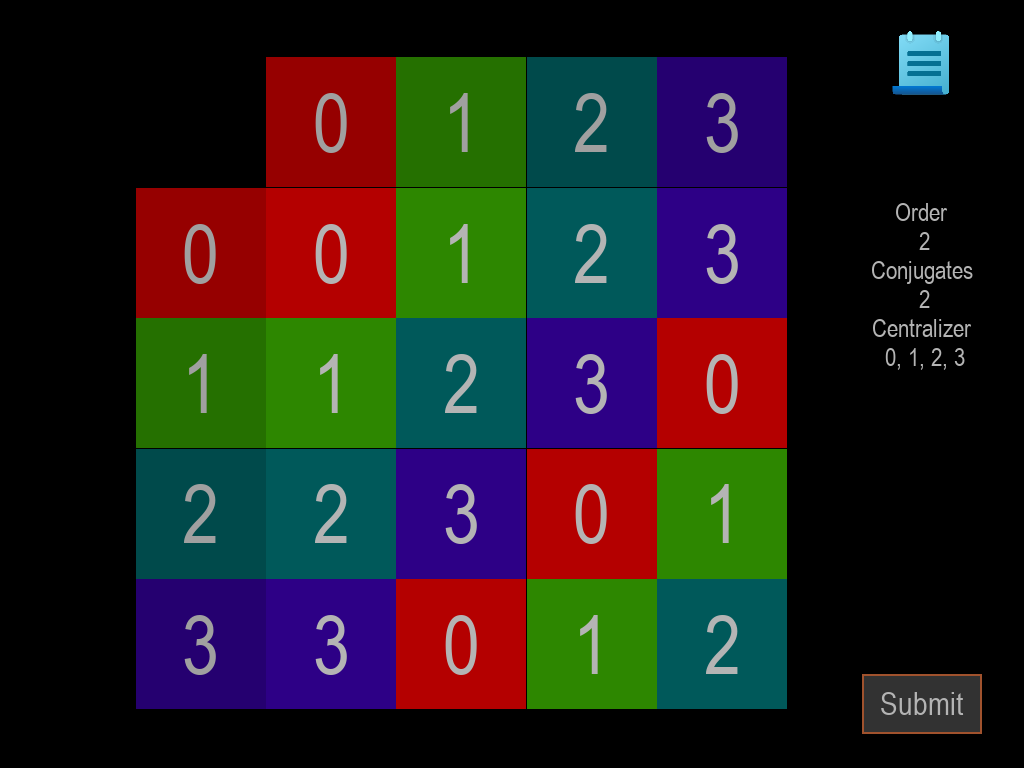 0 1 2 3
0 0 1 2 3
1 1 2 3 0
2 2 3 0 1
3 3 0 1 2
Order
2
Conjugates
2
Centralizer
0, 1, 2, 3
Submit